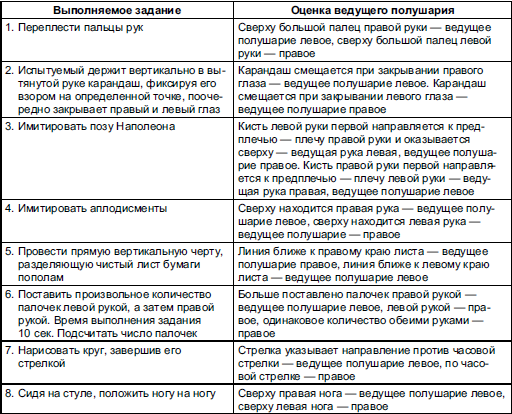 Выполняемое задание
Оценка ведущего полушария
1. Переплести пальцы рук
Сверху большой палец правой руки — ведущее
полушарие левое, сверху большой палец левой
руки — правое
2. Испытуемый держит вертикально в вы-
тянутой руке карандаш, фиксируя его
взором на определенной точке, пооче-
редно закрывает правый и левый глаз
Карандаш смещается при закрывании правого
глаза — ведущее полушарие левое. Карандаш
смещается при закрывании левого глаза —
ведущее полушарие правое
3. Имитировать позу Наполеона
Кисть левой руки первой направляется к пред-
плечью — плечу правой руки и оказывается
сверху — ведущая рука левая, ведущее полуша-
рие правое. Кисть правой руки первой направля-
ется к предплечью — плечу левой руки — веду-
щая рука правая, ведущее полушарие левое
4. Имитировать аплодисменты
Сверху находится правая рука — ведущее полу-
шарие левое, сверху находится левая рука —
ведущее полушарие — правое
5. Провести прямую вертикальную черту,
разделяющую чистый лист бумаги
пополам
Линия ближе к правому краю листа — ведущее
полушарие правое, линия ближе к левому краю
листа — ведущее полушарие левое
6. Поставить произвольное количество
палочек левой рукой, а затем правой
рукой. Время выполнения задания
10 сек. Подсчитать число палочек
Больше поставлено палочек правой рукой —
ведущее полушарие левое, левой рукой — пра-
вое, одинаковое количество обеими руками —
правое
7. Нарисовать круг, завершив его
стрелкой
Стрелка указывает направление против часовой
стрелки — ведущее полушарие левое, по часо-
вой стрелке — правое
8. Сидя на стуле, положить ногу на ногу
Сверху правая нога — ведущее полушарие левое,
сверху левая нога — правое